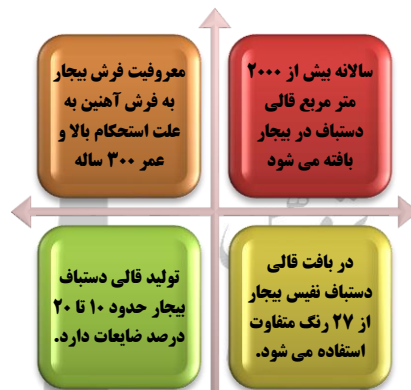 سالانه بیش از ۲۰۰۰
متر مربع قالی
دستباف در بیجار
بافته می شود
معروفیت فرش بیجار
به فرش آهنین به
علت استحکام بالا و
عمر ۳۰۰ ساله
در بافت قالی
دستباف نفیس بیجار
از ۲۷ رنگ متفاوت
استفاده می شود.
تولید قالی دستباف
بیجار حدود ۱۰ تا ۲۰
درصد ضایعات دارد.